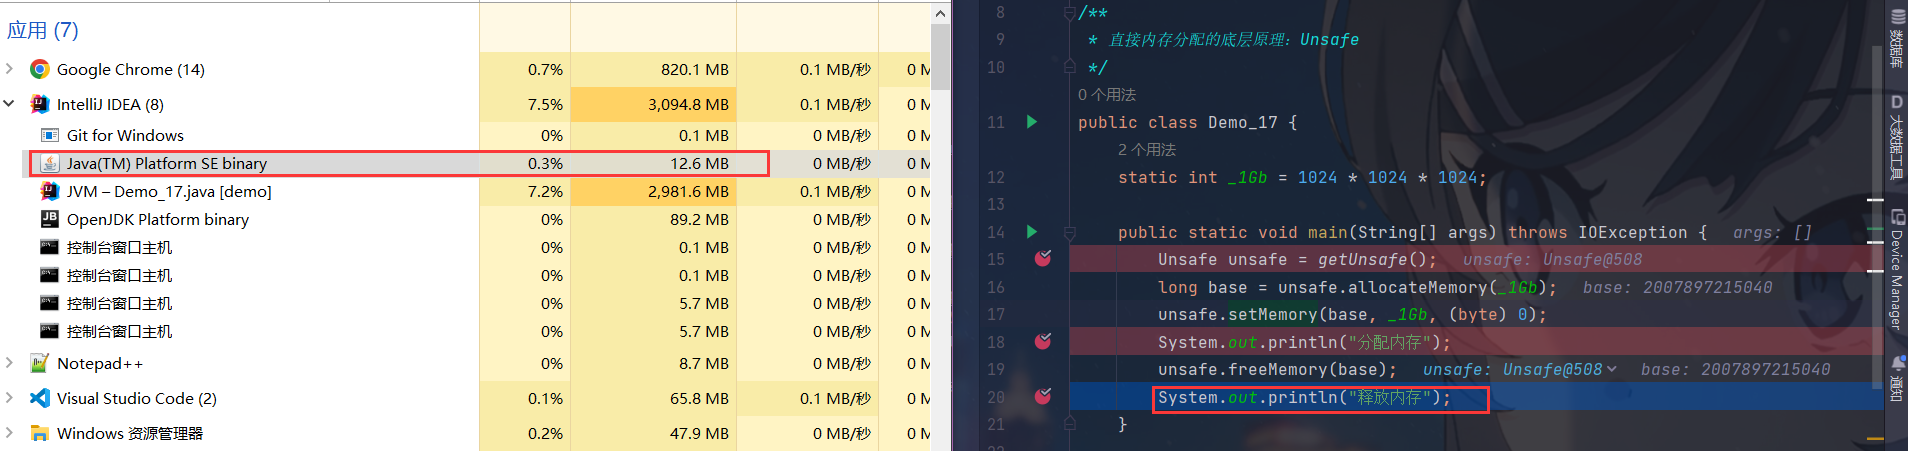 应用 (7)
Google Chrome (14) 0.7% 820.1 MB 0.1 MB/秒 0 M
IntelliJ IDEA (8) 7.5% 3,094.8 MB 0.1 MB/秒 0 M
Git for Windows 0% 0.1 MB 0 MB/秒 0 M
Java(TM) Platform SE binary 0.3% 12.6 MB 0 MB/秒 0 M
JVM – Demo_17.java [demo] 7.2% 2,981.6 MB 0.1 MB/秒 0 M
OpenJDK Platform binary 0% 89.2 MB 0 MB/秒 0 M
控制台窗口主机 0% 0.1 MB 0 MB/秒 0 M
控制台窗口主机 0% 0.1 MB 0 MB/秒 0 M
控制台窗口主机 0% 5.7 MB 0 MB/秒 0 M
控制台窗口主机 0% 5.7 MB 0 MB/秒 0 M
Notepad++ 0% 8.7 MB 0 MB/秒 0 M
Visual Studio Code (2) 0.1% 65.8 MB 0.1 MB/秒 0 M
Windows 资源管理器 0.2% 47.9 MB 0 MB/秒 0 M
8 /**
9 * 直接内存分配的底层原理：Unsafe
10 */
0 个用法
11 public class Demo_17 {
2 个用法
12 static int _1Gb = 1024 * 1024 * 1024;
13
14 public static void main(String[] args) throws IOException { args: []
15 Unsafe unsafe = getUnsafe(); unsafe: Unsafe@508
16 long base = unsafe.allocateMemory(_1Gb); base: 2007897215040
17 unsafe.setMemory(base, _1Gb, (byte) 0);
18 System.out.println("分配内存");
19 unsafe.freeMemory(base); unsafe: Unsafe@508 base: 2007897215040
20 System.out.println("释放内存");
21 }
数据库
D 大数据工具
Device Manager
通知